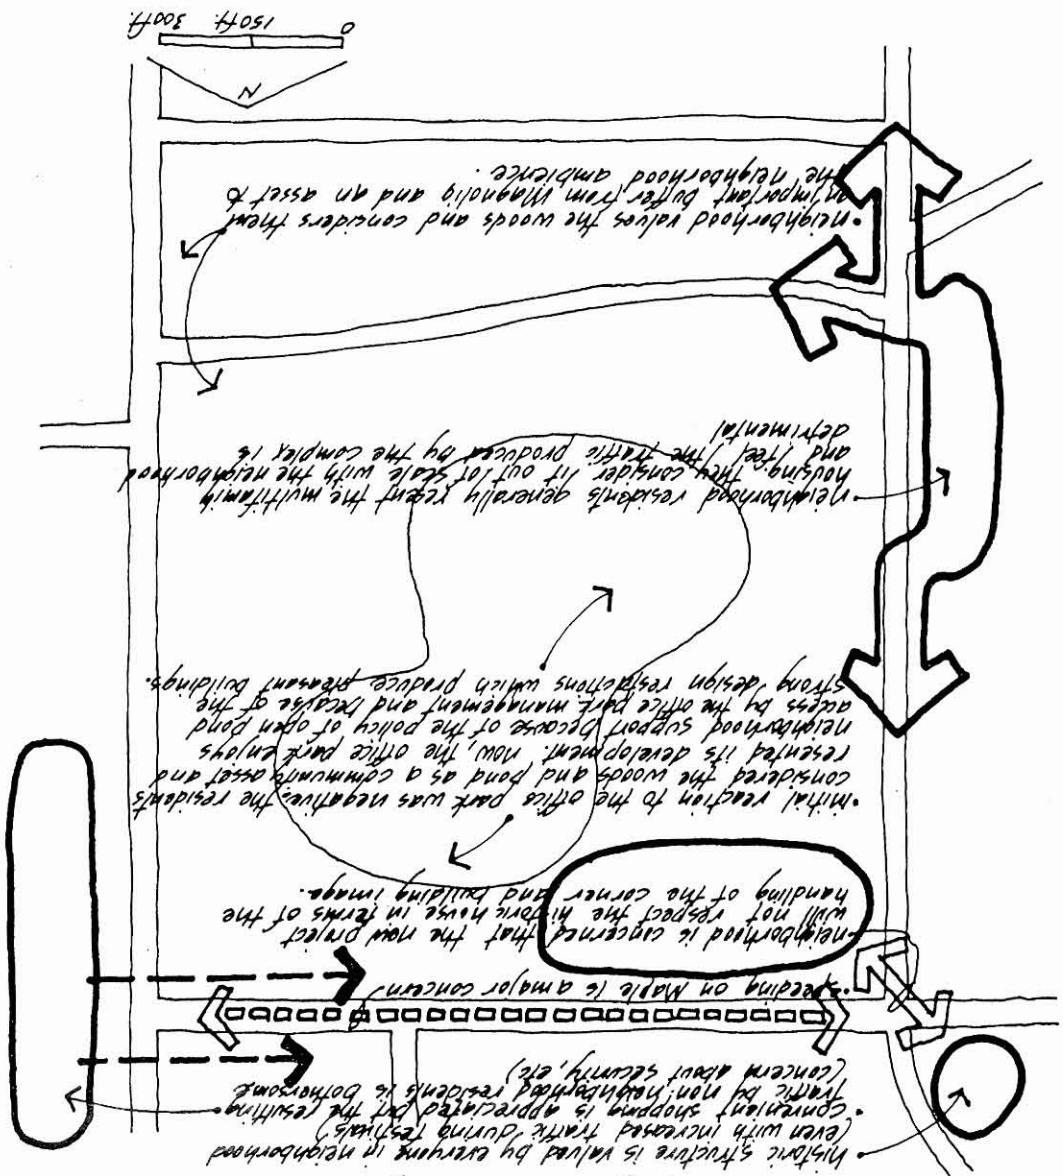 • historic structure is valued by everyone in neighborhood
(even with increased traffic during festivals)
• convenient shopping is appreciated but the resulting
traffic by non-neighborhood residents is bothersome
(concern about security, etc)
• speeding on Maple is a major concern
neighborhood is concerned that the new project
will not respect the historic house in terms of the
handling of the corner and building image.
• initial reaction to the office park was negative. the residents
considered the woods and pond as a community asset and
resented its development. now, the office park enjoys
neighborhood support because of the policy of open pond
access by the office park management and because of the
strong design restrictions which produce pleasant buildings.
• neighborhood residents generally resent the multifamily
housing. they consider it out of scale with the neighborhood
and feel the traffic produced by the complex is
detrimental
• neighborhood values the woods and considers them
an important buffer from Magnolia and an asset to
the neighborhood ambience.
N
0 150ft. 300ft.